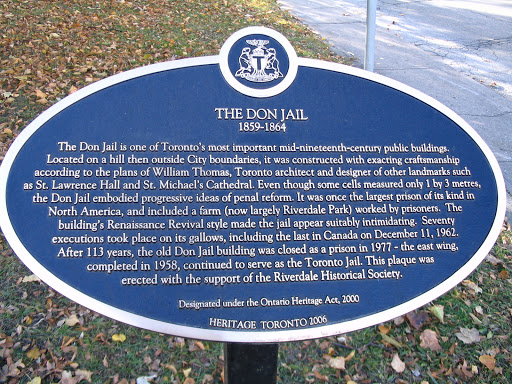 THE DON JAIL
1859-1864
The Don Jail is one of Toronto's most important mid-nineteenth-century public buildings.
Located on a hill then outside City boundaries, it was constructed with exacting craftsmanship
according to the plans of William Thomas, Toronto architect and designer of other landmarks such
as St. Lawrence Hall and St. Michael's Cathedral. Even though some cells measured only 1 by 3 metres,
the Don Jail embodied progressive ideas of penal reform. It was once the largest prison of its kind in
North America, and included a farm (now largely Riverdale Park) worked by prisoners. The
building's Renaissance Revival style made the jail appear suitably intimidating. Seventy
executions took place on its gallows, including the last in Canada on December 11, 1962.
After 113 years, the old Don Jail building was closed as a prison in 1977 - the east wing,
completed in 1958, continued to serve as the Toronto Jail. This plaque was
erected with the support of the Riverdale Historical Society.
Designated under the Ontario Heritage Act, 2000
HERITAGE TORONTO 2006